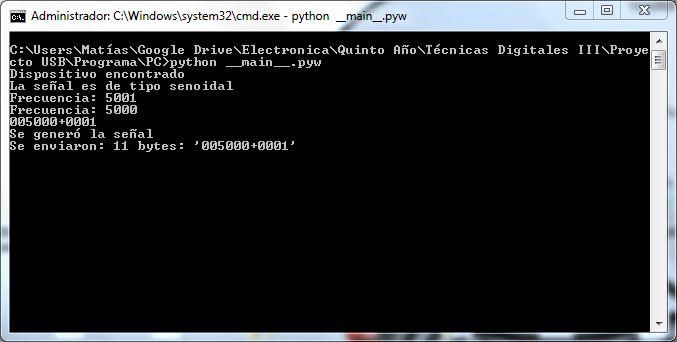 Administrador: C:\Windows\system32\cmd.exe - python __main__.pyw
C:\Users\Matías\Google Drive\Electronica\Quinto Año\Técnicas Digitales III\Proye
cto USB\Programa\PC>python __main__.pyw
Dispositivo encontrado
La señal es de tipo senoidal
Frecuencia: 5001
Frecuencia: 5000
005000+0001
Se generó la señal
Se enviaron: 11 bytes: '005000+0001'